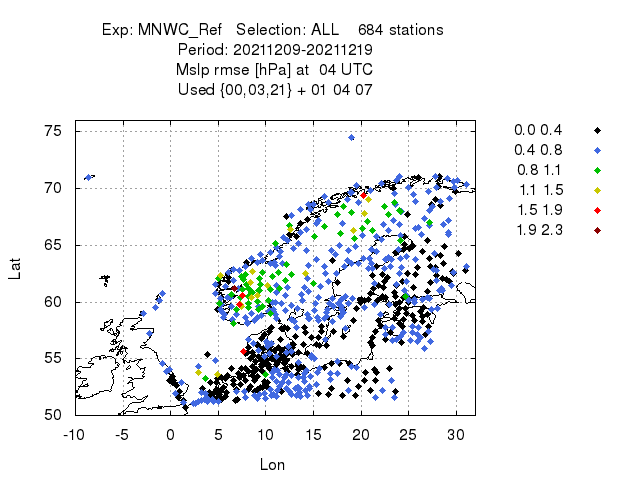 Exp: MNWC_Ref   Selection: ALL    684 stations
Period: 20211209-20211219
Mslp rmse [hPa] at  04 UTC
Used {00,03,21} + 01 04 07
0.0 0.4
0.4 0.8
0.8 1.1
1.1 1.5
1.5 1.9
1.9 2.3
75
70
65
60
55
50
Lat
-10 -5 0 5 10 15 20 25 30
Lon